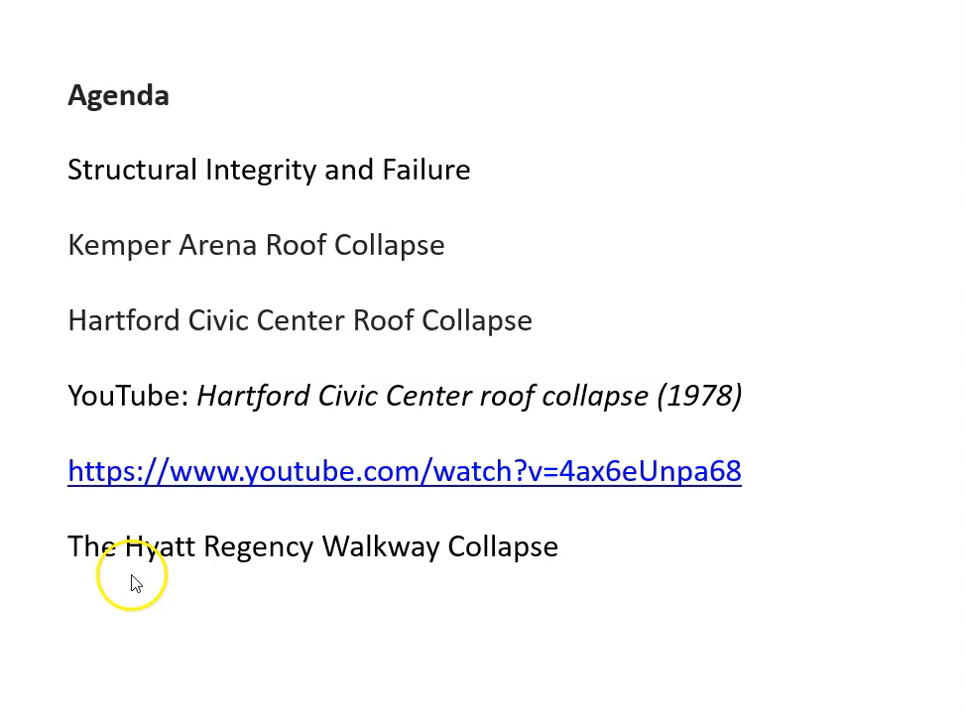 Agenda
Structural Integrity and Failure
Kemper Arena Roof Collapse
Hartford Civic Center Roof Collapse
YouTube: Hartford Civic Center roof collapse (1978)
https://www.youtube.com/watch?v=4ax6eUnpa68
The Hyatt Regency Walkway Collapse